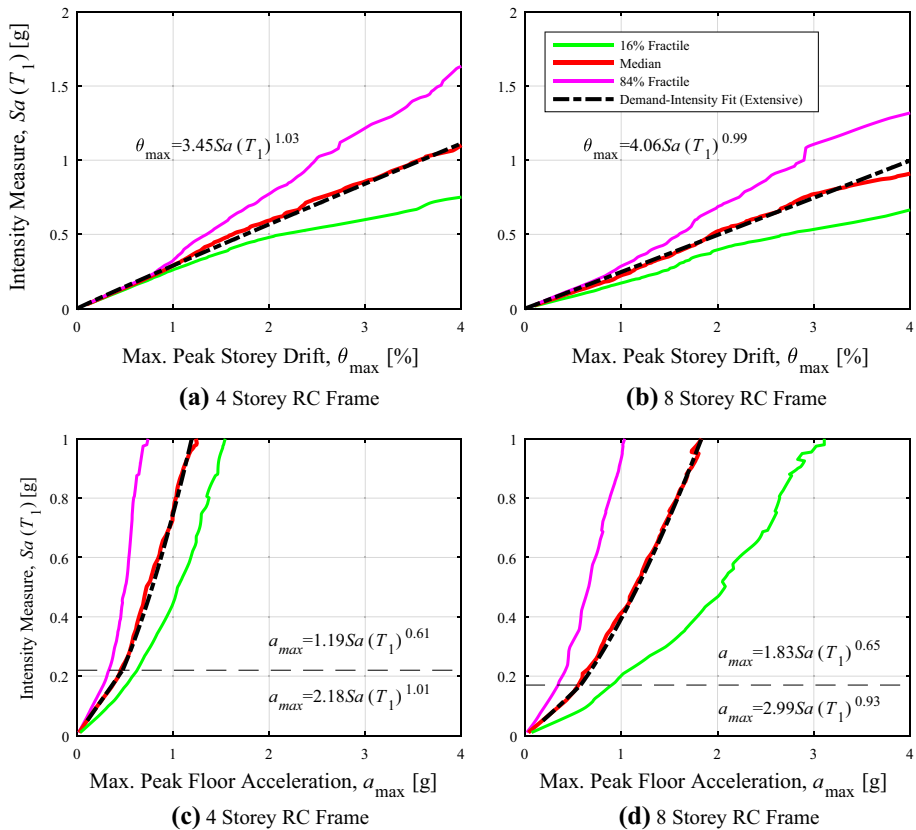 Intensity Measure, Sa(T1) [g]
2
1.5
1
0.5
0
θmax=3.45Sa(T1)^1.03
0 1 2 3 4
Max. Peak Storey Drift, θmax [%]
(a) 4 Storey RC Frame
2
1.5
1
0.5
0
16% Fractile
Median
84% Fractile
Demand-Intensity Fit (Extensive)
θmax=4.06Sa(T1)^0.99
0 1 2 3 4
Max. Peak Storey Drift, θmax [%]
(b) 8 Storey RC Frame
Intensity Measure, Sa(T1) [g]
1
0.8
0.6
0.4
0.2
0
amax=1.19Sa(T1)^0.61
amax=2.18Sa(T1)^1.01
0 1 2 3 4
Max. Peak Floor Acceleration, amax [g]
(c) 4 Storey RC Frame
1
0.8
0.6
0.4
0.2
0
amax=1.83Sa(T1)^0.65
amax=2.99Sa(T1)^0.93
0 1 2 3 4
Max. Peak Floor Acceleration, amax [g]
(d) 8 Storey RC Frame